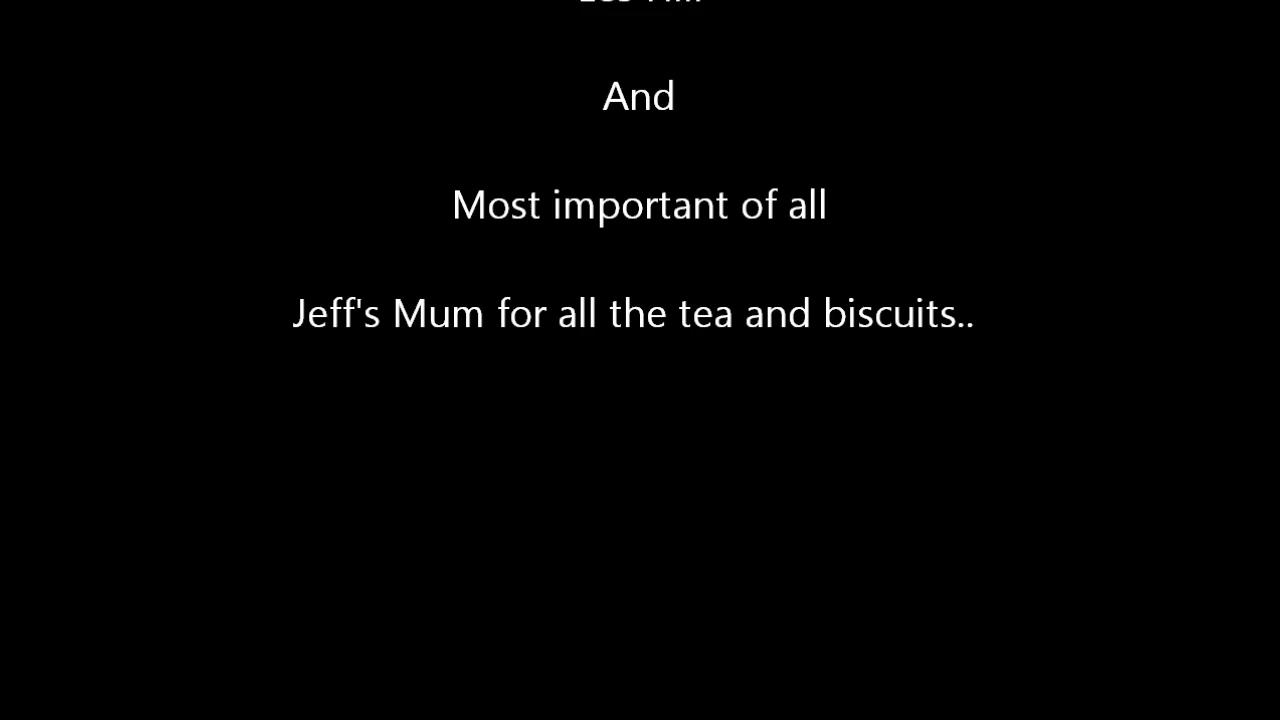 And
Most important of all
Jeff's Mum for all the tea and biscuits..